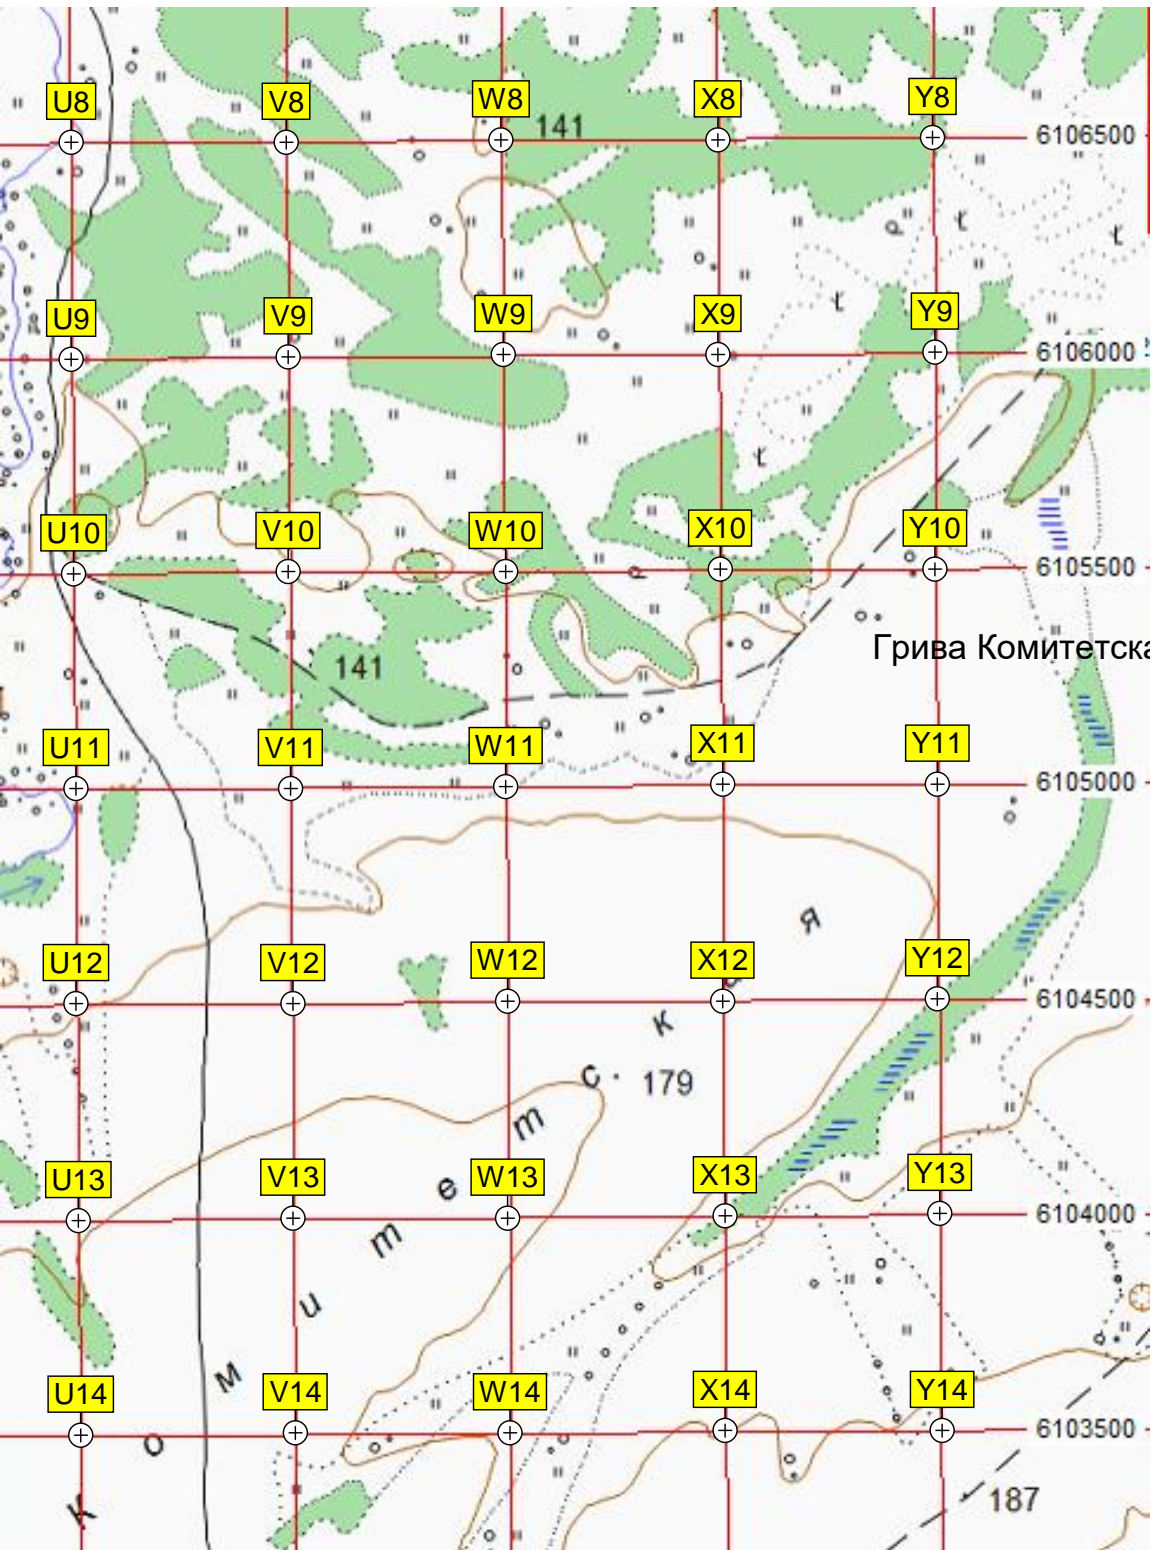 U8 V8 W8 X8 Y8
141
6106500
Ł
Ł
Ł
U9 V9 W9 X9 Y9
6106000
Ł
U10 V10 W10 X10 Y10
6105500
Грива Комитетска
141
U11 V11 W11 X11 Y11
6105000
U12 V12 W12 X12 Y12
6104500
179
U13 V13 W13 X13 Y13
6104000
U14 V14 W14 X14 Y14
6103500
187
К о м и т е т с к а я